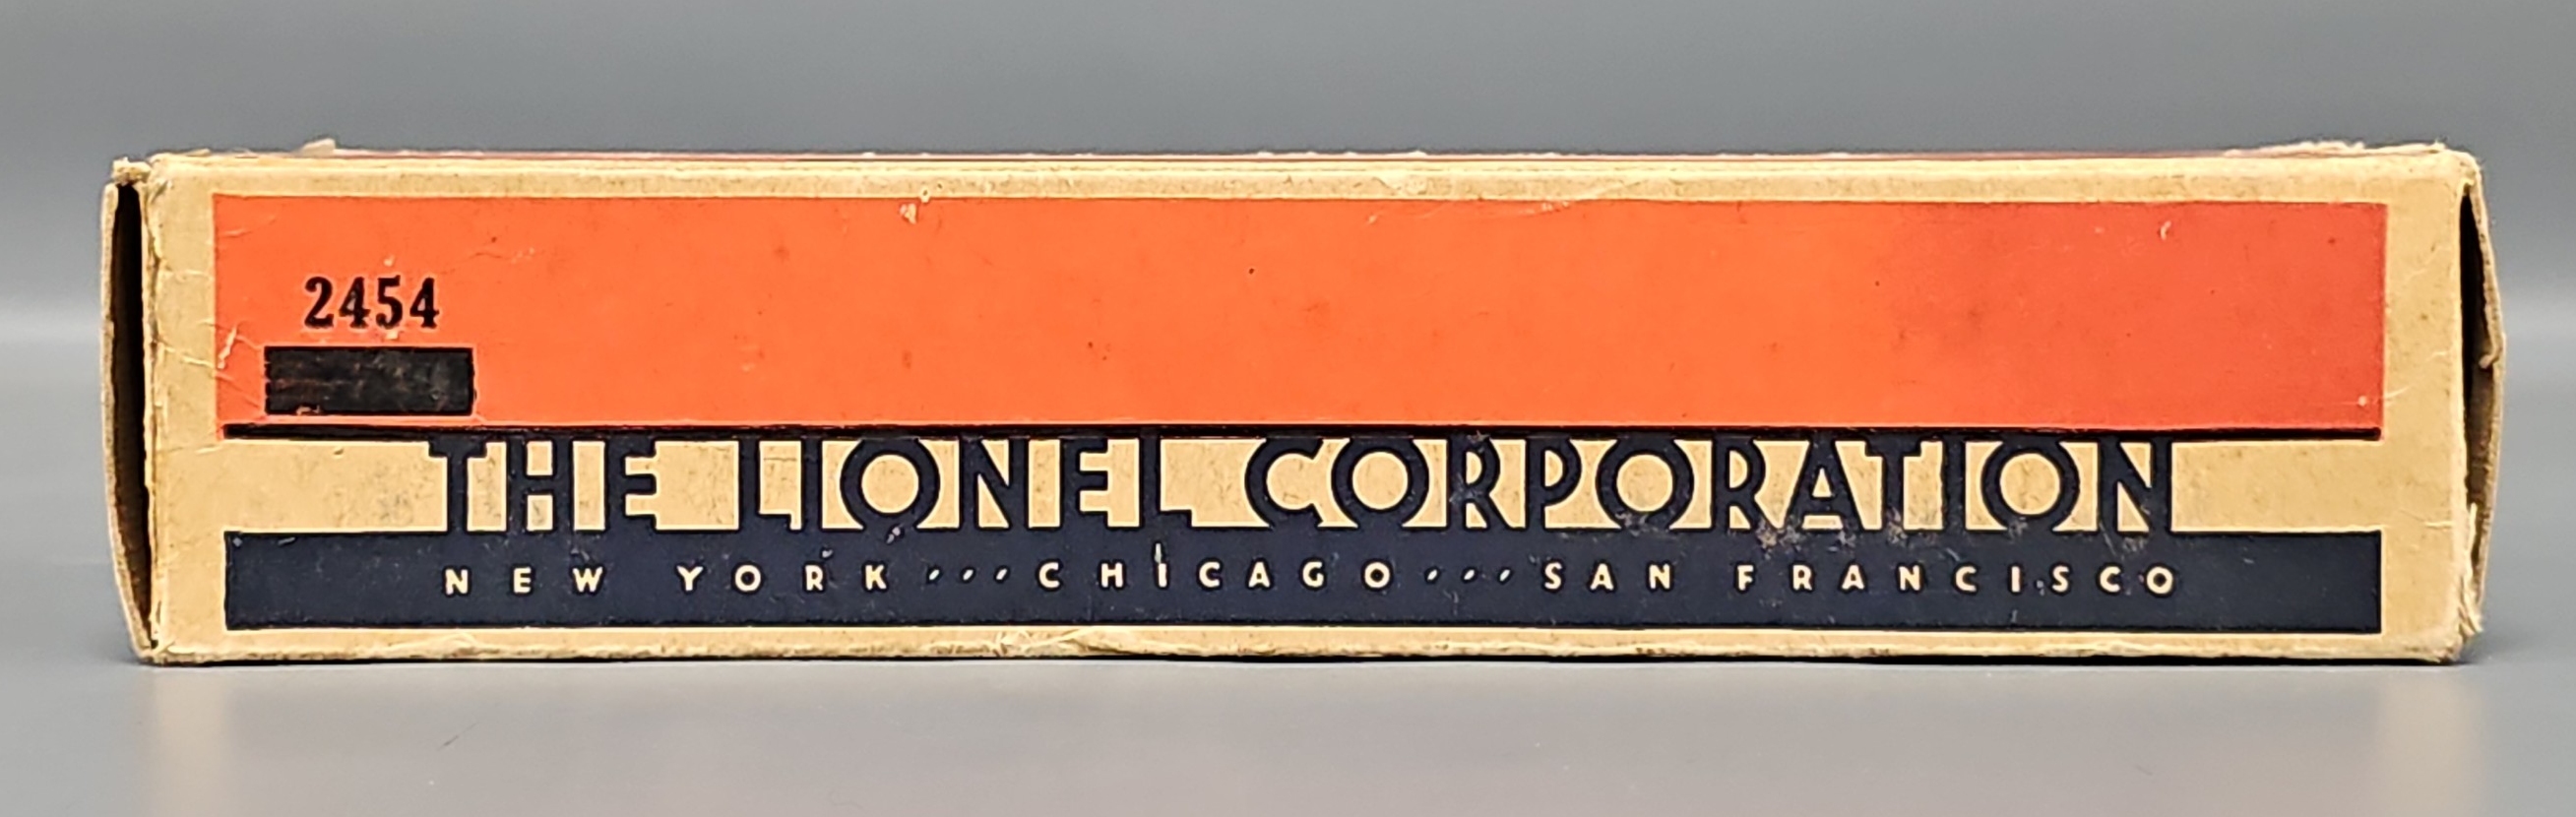 2454
THE LIONEL CORPORATION
NEW YORK ··· CHICAGO ··· SAN FRANCISCO